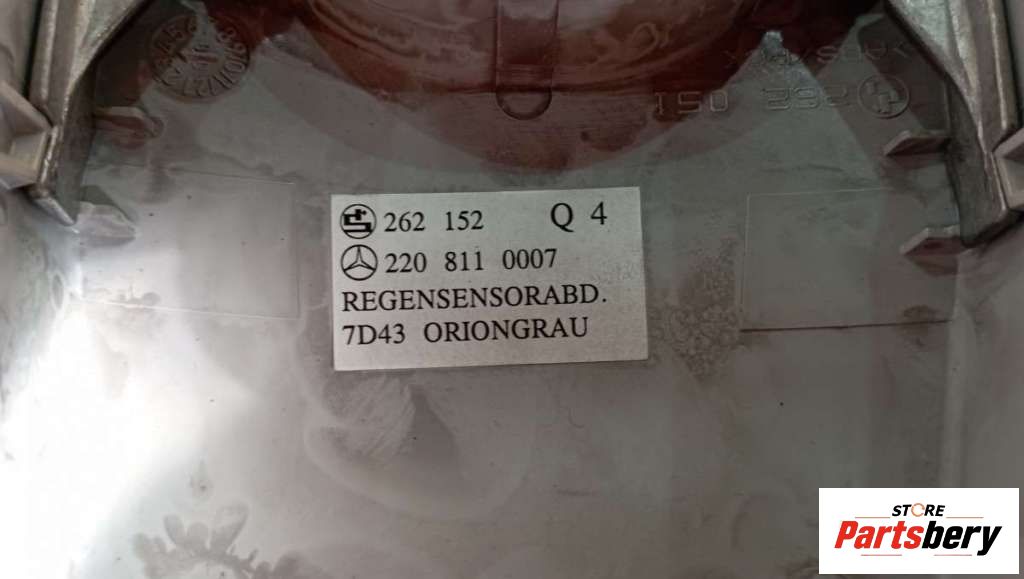 262 152 Q 4
220 811 0007
REGENSENSORABD.
7D43 ORIONGRAU
STORE
Partsbery